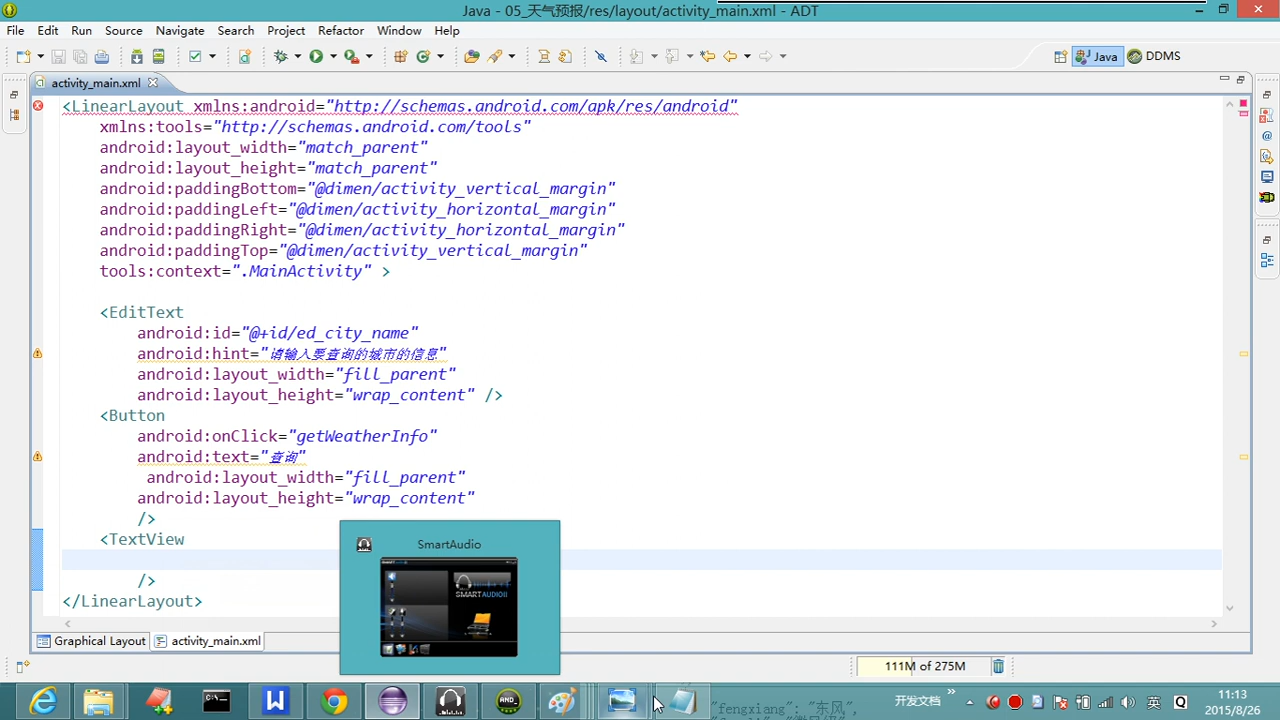 Java - 05_天气预报/res/layout/activity_main.xml - ADT
File Edit Run Source Navigate Search Project Refactor Window Help
Java DDMS
activity_main.xml
<LinearLayout xmlns:android="http://schemas.android.com/apk/res/android"
xmlns:tools="http://schemas.android.com/tools"
android:layout_width="match_parent"
android:layout_height="match_parent"
android:paddingBottom="@dimen/activity_vertical_margin"
android:paddingLeft="@dimen/activity_horizontal_margin"
android:paddingRight="@dimen/activity_horizontal_margin"
android:paddingTop="@dimen/activity_vertical_margin"
tools:context=".MainActivity" >
<EditText
android:id="@+id/ed_city_name"
android:hint="请输入要查询的城市的信息"
android:layout_width="fill_parent"
android:layout_height="wrap_content" />
<Button
android:onClick="getWeatherInfo"
android:text="查询"
android:layout_width="fill_parent"
android:layout_height="wrap_content"
/>
<TextView
/>
</LinearLayout>
SmartAudio
SMARTAUDIO
Graphical Layout activity_main.xml
111M of 275M
"fengxiang": "东风",
开发文档 » 英 Q
11:13
2015/8/26